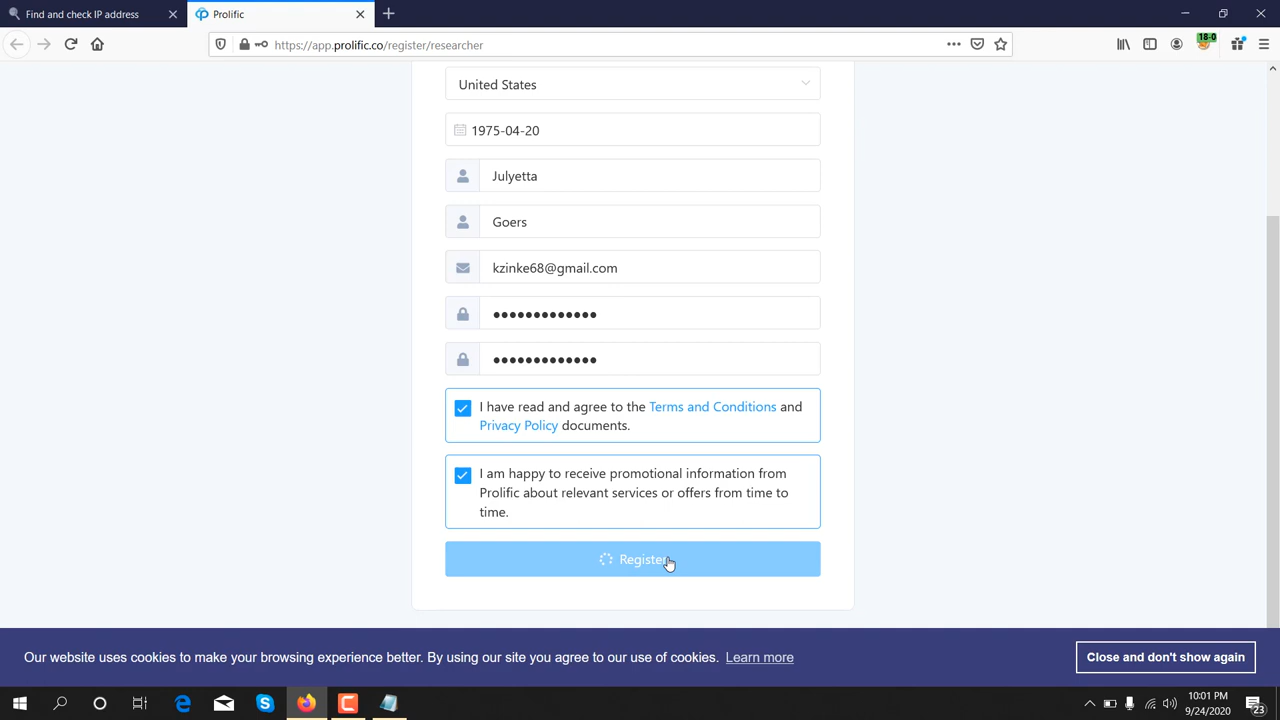 Find and check IP address
Prolific
https://app.prolific.co/register/researcher
18-0
United States
1975-04-20
Julyetta
Goers
kzinke68@gmail.com
●●●●●●●●●●●●●
●●●●●●●●●●●●●
I have read and agree to the Terms and Conditions and
Privacy Policy documents.
I am happy to receive promotional information from
Prolific about relevant services or offers from time to
time.
Register
Our website uses cookies to make your browsing experience better. By using our site you agree to our use of cookies. Learn more
Close and don't show again
10:01 PM
9/24/2020
23